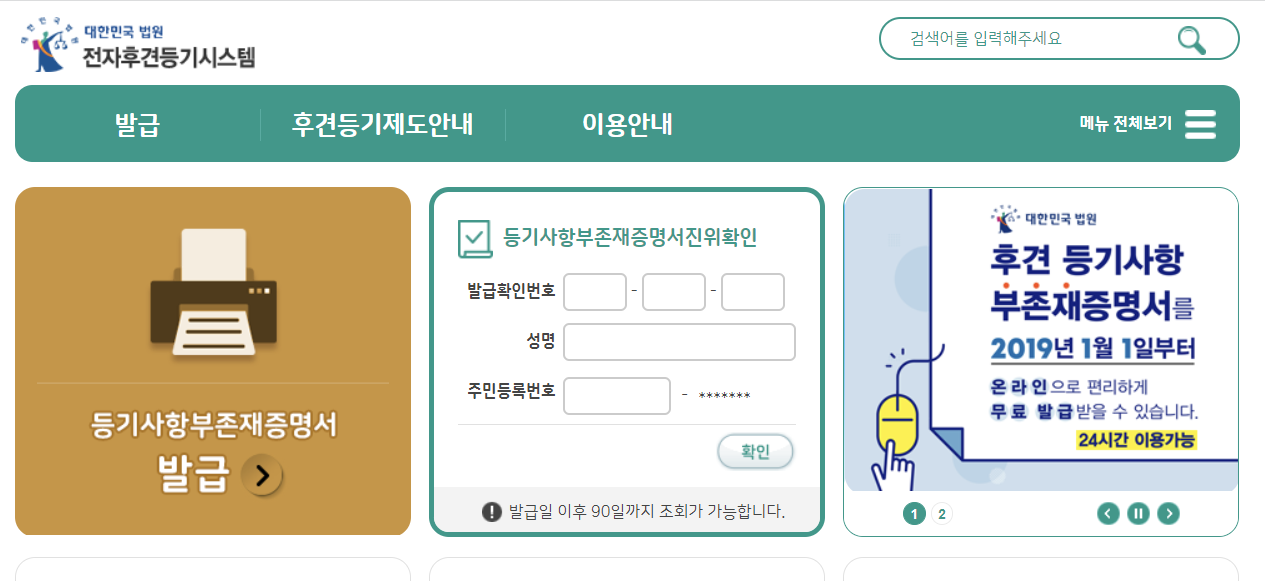 대한민국 법원
전자후견등기시스템
검색어를 입력해주세요
발급
후견등기제도안내
이용안내
메뉴 전체보기
등기사항부존재증명서
발급
등기사항부존재증명서진위확인
발급확인번호 - -
성명
주민등록번호 - *******
확인
발급일 이후 90일까지 조회가 가능합니다.
대한민국 법원
후견 등기사항
부존재증명서를
2019년 1월 1일부터
온라인으로 편리하게
무료 발급받을 수 있습니다.
24시간 이용가능
1 2